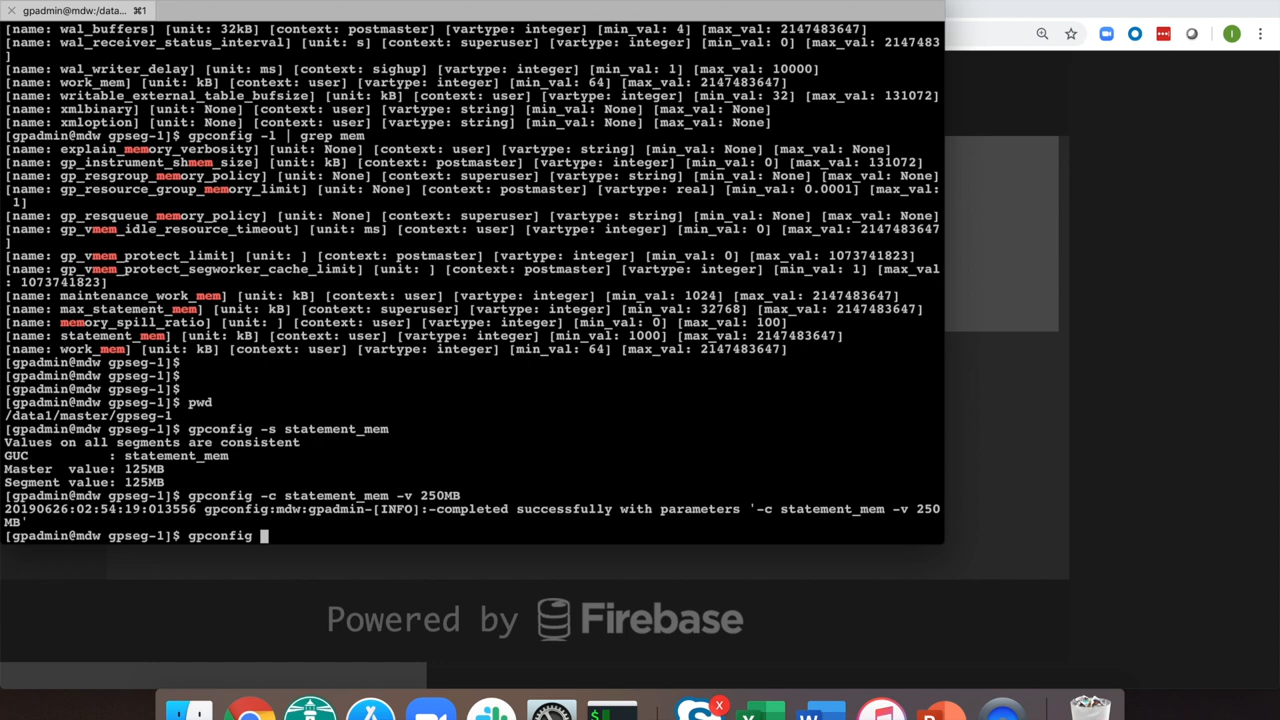 gpadmin@mdw:/data... ⌘1
[name: wal_buffers] [unit: 32kB] [context: postmaster] [vartype: integer] [min_val: 4] [max_val: 2147483647]
[name: wal_receiver_status_interval] [unit: s] [context: superuser] [vartype: integer] [min_val: 0] [max_val: 2147483
]
[name: wal_writer_delay] [unit: ms] [context: sighup] [vartype: integer] [min_val: 1] [max_val: 10000]
[name: work_mem] [unit: kB] [context: user] [vartype: integer] [min_val: 64] [max_val: 2147483647]
[name: writable_external_table_bufsize] [unit: kB] [context: user] [vartype: integer] [min_val: 32] [max_val: 131072]
[name: xmlbinary] [unit: None] [context: user] [vartype: string] [min_val: None] [max_val: None]
[name: xmloption] [unit: None] [context: user] [vartype: string] [min_val: None] [max_val: None]
[gpadmin@mdw gpseg-1]$ gpconfig -l | grep mem
[name: explain_memory_verbosity] [unit: None] [context: user] [vartype: string] [min_val: None] [max_val: None]
[name: gp_instrument_shmem_size] [unit: kB] [context: postmaster] [vartype: integer] [min_val: 0] [max_val: 131072]
[name: gp_resgroup_memory_policy] [unit: None] [context: superuser] [vartype: string] [min_val: None] [max_val: None]
[name: gp_resource_group_memory_limit] [unit: None] [context: postmaster] [vartype: real] [min_val: 0.0001] [max_val:
1]
[name: gp_resqueue_memory_policy] [unit: None] [context: superuser] [vartype: string] [min_val: None] [max_val: None]
[name: gp_vmem_idle_resource_timeout] [unit: ms] [context: user] [vartype: integer] [min_val: 0] [max_val: 2147483647
]
[name: gp_vmem_protect_limit] [unit: ] [context: postmaster] [vartype: integer] [min_val: 0] [max_val: 1073741823]
[name: gp_vmem_protect_segworker_cache_limit] [unit: ] [context: postmaster] [vartype: integer] [min_val: 1] [max_val
: 1073741823]
[name: maintenance_work_mem] [unit: kB] [context: user] [vartype: integer] [min_val: 1024] [max_val: 2147483647]
[name: max_statement_mem] [unit: kB] [context: superuser] [vartype: integer] [min_val: 32768] [max_val: 2147483647]
[name: memory_spill_ratio] [unit: ] [context: user] [vartype: integer] [min_val: 0] [max_val: 100]
[name: statement_mem] [unit: kB] [context: user] [vartype: integer] [min_val: 1000] [max_val: 2147483647]
[name: work_mem] [unit: kB] [context: user] [vartype: integer] [min_val: 64] [max_val: 2147483647]
[gpadmin@mdw gpseg-1]$
[gpadmin@mdw gpseg-1]$
[gpadmin@mdw gpseg-1]$
[gpadmin@mdw gpseg-1]$ pwd
/data1/master/gpseg-1
[gpadmin@mdw gpseg-1]$ gpconfig -s statement_mem
Values on all segments are consistent
GUC : statement_mem
Master value: 125MB
Segment value: 125MB
[gpadmin@mdw gpseg-1]$ gpconfig -c statement_mem -v 250MB
20190626:02:54:19:013556 gpconfig:mdw:gpadmin-[INFO]:-completed successfully with parameters '-c statement_mem -v 250
MB'
[gpadmin@mdw gpseg-1]$ gpconfig
Powered by Firebase